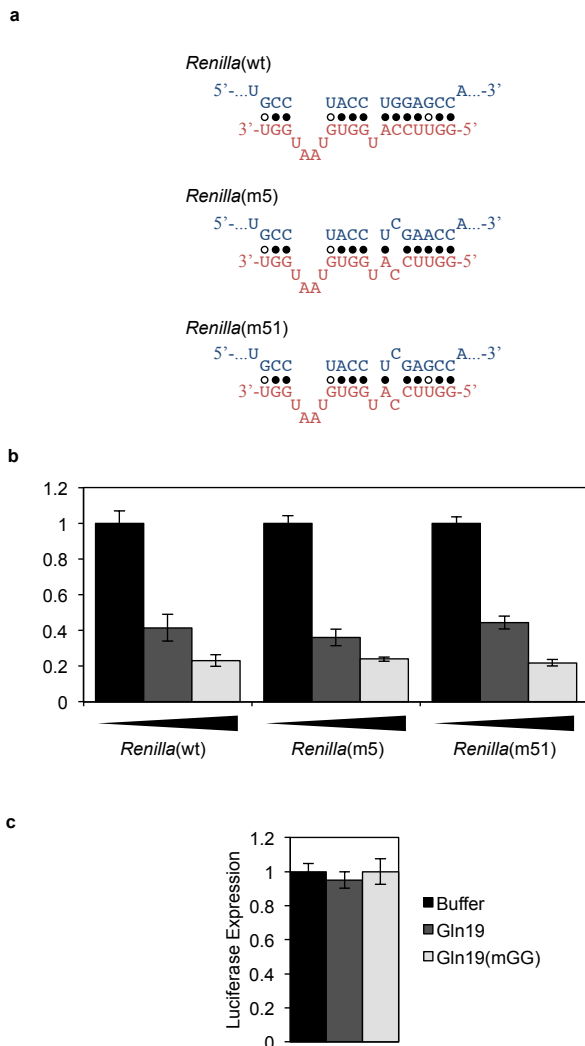 a
Renilla(wt)
5'-...U A...-3'
GCC UACC UGGAGCC
3'-UGG GUGG ACCUUGG-5'
U U U
AA
Renilla(m5)
5'-...U C A...-3'
GCC UACC U GAACC
3'-UGG GUGG A CUUGG-5'
U U U C
AA
Renilla(m51)
5'-...U C A...-3'
GCC UACC U GAGCC
3'-UGG GUGG A CUUGG-5'
U U U C
AA
b
1.2
1
0.8
0.6
0.4
0.2
0
Renilla(wt) Renilla(m5) Renilla(m51)
c
Luciferase Expression
1.2
1
0.8
0.6
0.4
0.2
0
Buffer
Gln19
Gln19(mGG)